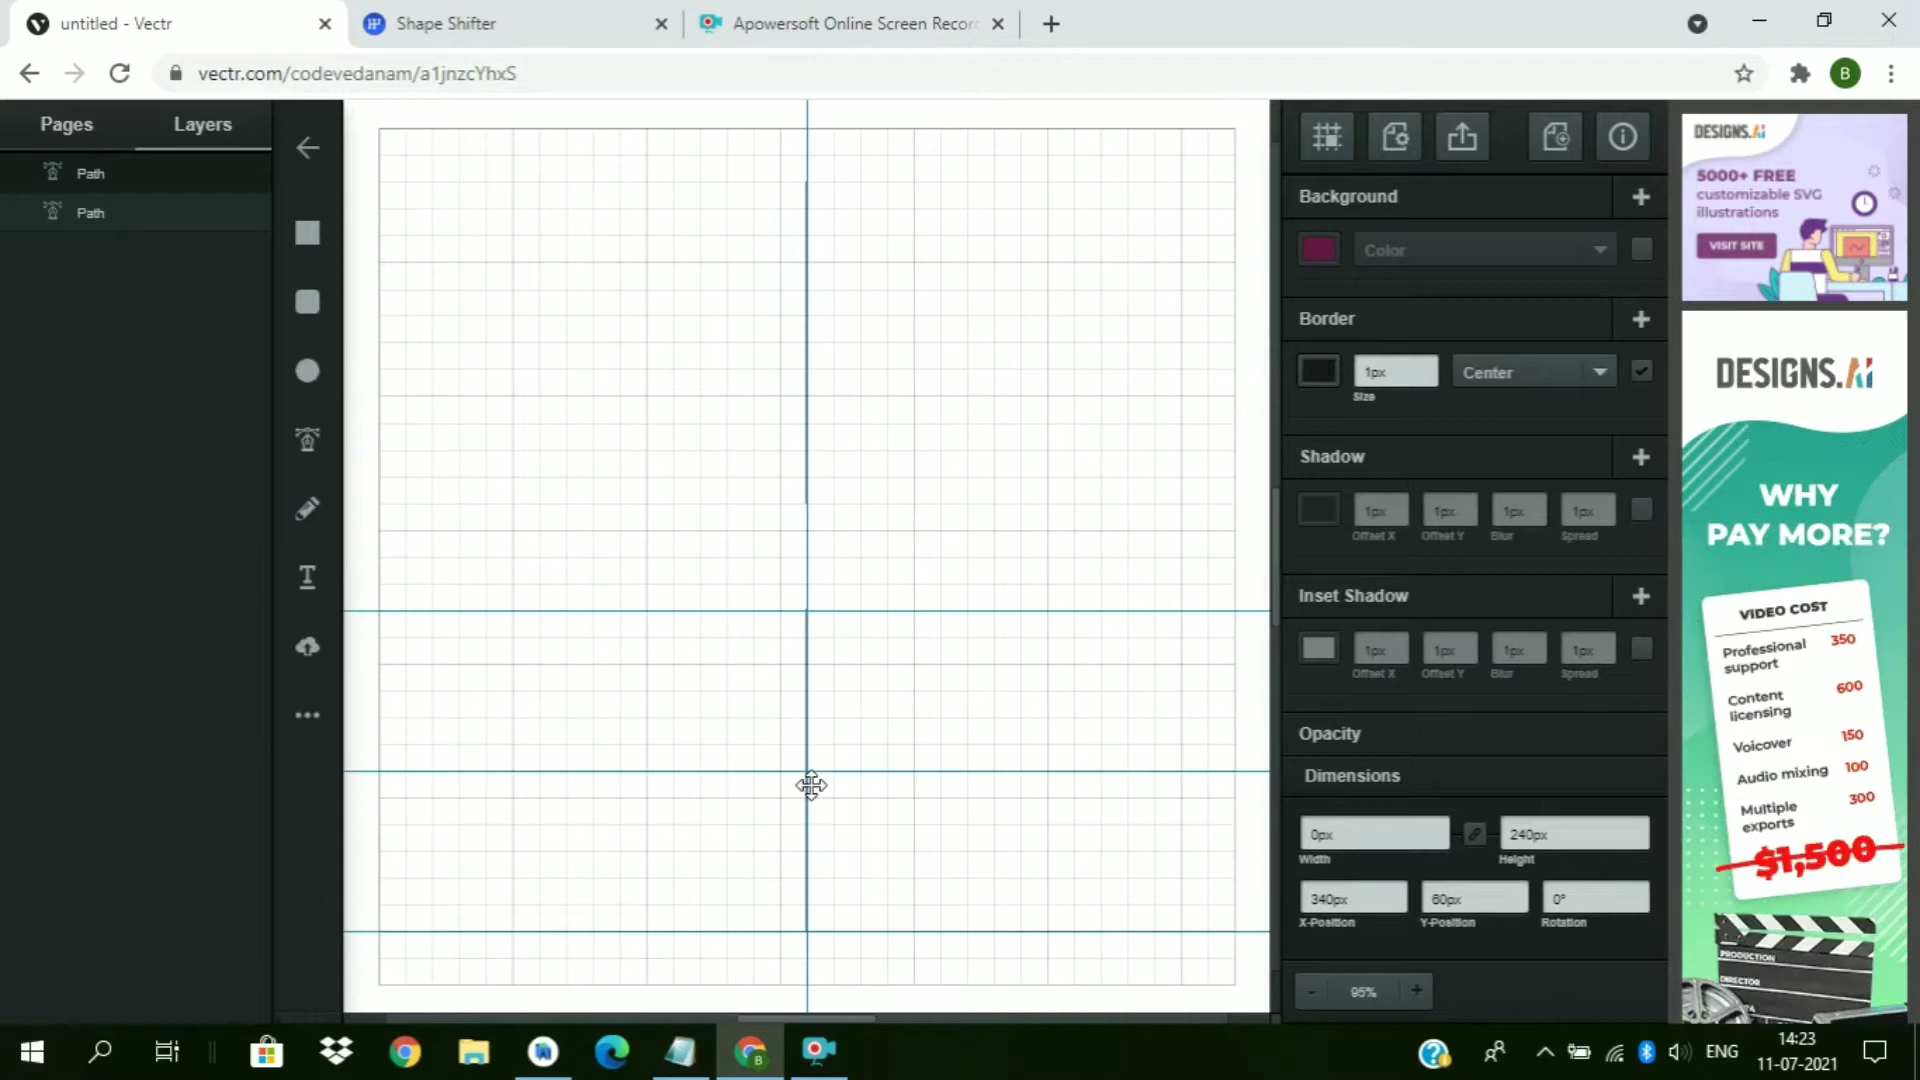 untitled - Vectr
Shape Shifter
Apowersoft Online Screen Recor
vectr.com/codevedanam/a1jnzcYhxS
B
Pages
Layers
Path
Path
Background
Color
Border
1px
Center
Size
Shadow
1px
1px
1px
1px
Offset X
Offset Y
Blur
Spread
Inset Shadow
1px
1px
1px
1px
Offset X
Offset Y
Blur
Spread
Opacity
Dimensions
0px
240px
Width
Height
340px
60px
0°
X-Position
Y-Position
Rotation
- 95% +
DESIGNS.AI
5000+ FREE
customizable SVG
illustrations
VISIT SITE
DESIGNS.AI
WHY
PAY MORE?
VIDEO COST
Professional
support
350
Content
licensing
600
Voicover
150
Audio mixing
100
Multiple
exports
300
$1,500
PRODUCTION
DIRECTOR
B
ENG
14:23
11-07-2021